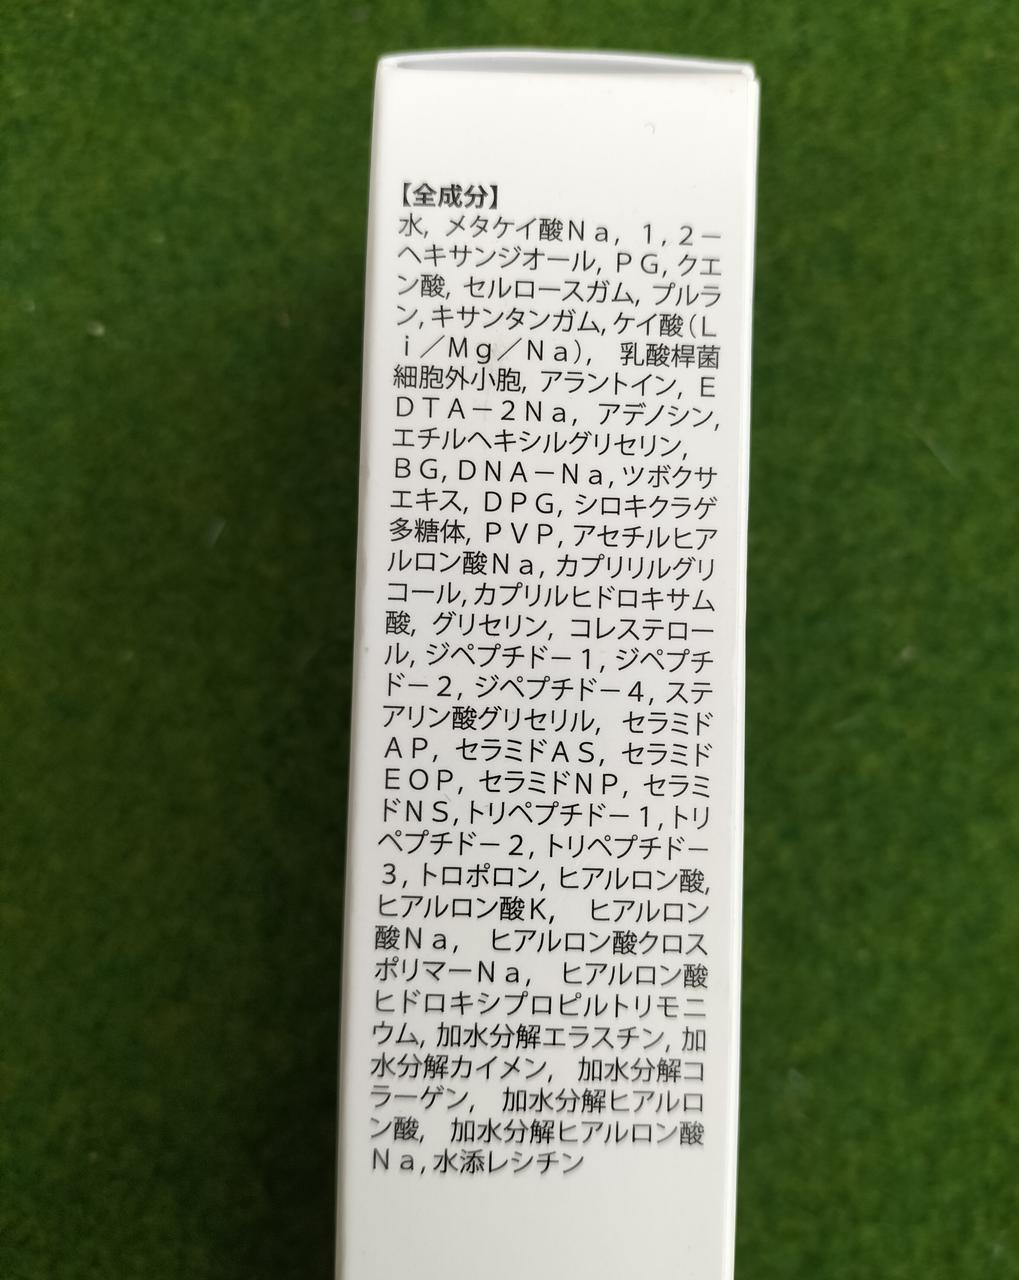 【全成分】
水, メタケイ酸Ｎａ, １,２−
ヘキサンジオール, ＰＧ, クエ
ン酸, セルロースガム, プルラ
ン, キサンタンガム, ケイ酸（Ｌ
ｉ／Ｍｇ／Ｎａ）, 乳酸桿菌
細胞外小胞, アラントイン, Ｅ
ＤＴＡ−２Ｎａ, アデノシン,
エチルヘキシルグリセリン,
ＢＧ, ＤＮＡ−Ｎａ, ツボクサ
エキス, ＤＰＧ, シロキクラゲ
多糖体, ＰＶＰ, アセチルヒア
ルロン酸Ｎａ, カプリリルグリ
コール, カプリルヒドロキサム
酸, グリセリン, コレステロー
ル, ジペプチド−１, ジペプチ
ド−２, ジペプチド−４, ステ
アリン酸グリセリル, セラミド
ＡＰ, セラミドＡＳ, セラミド
ＥＯＰ, セラミドＮＰ, セラミ
ドＮＳ, トリペプチド−１, トリ
ペプチド−２, トリペプチド−
３, トロポロン, ヒアルロン酸,
ヒアルロン酸Ｋ, ヒアルロン
酸Ｎａ, ヒアルロン酸クロス
ポリマーＮａ, ヒアルロン酸
ヒドロキシプロピルトリモニ
ウム, 加水分解エラスチン, 加
水分解カイメン, 加水分解コ
ラーゲン, 加水分解ヒアルロ
ン酸, 加水分解ヒアルロン酸
Ｎａ, 水添レシチン